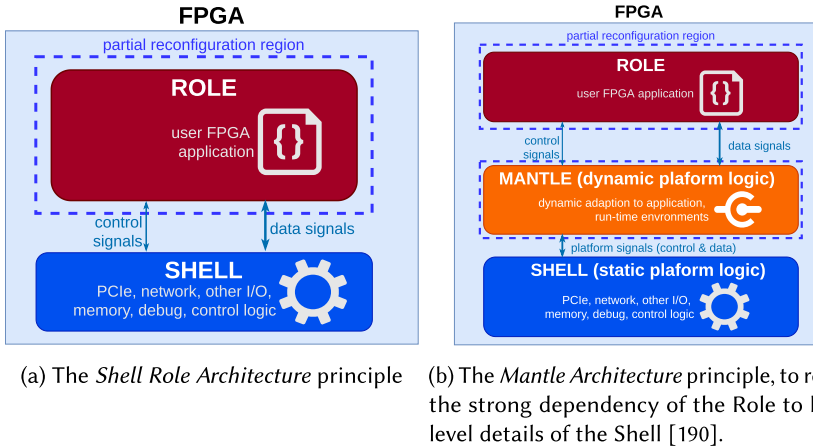 FPGA
partial reconfiguration region
ROLE
user FPGA
application
{}
control
signals
data signals
SHELL
PCIe, network, other I/O,
memory, debug, control logic
(a) The Shell Role Architecture principle
FPGA
partial reconfiguration region
ROLE
user FPGA application
{}
control
signals
data signals
MANTLE (dynamic plaform logic)
dynamic adaption to application,
run-time envronments
platform signals (control & data)
SHELL (static plaform logic)
PCIe, network, other I/O,
memory, debug, control logic
(b) The Mantle Architecture principle, to
the strong dependency of the Role to
level details of the Shell [190].